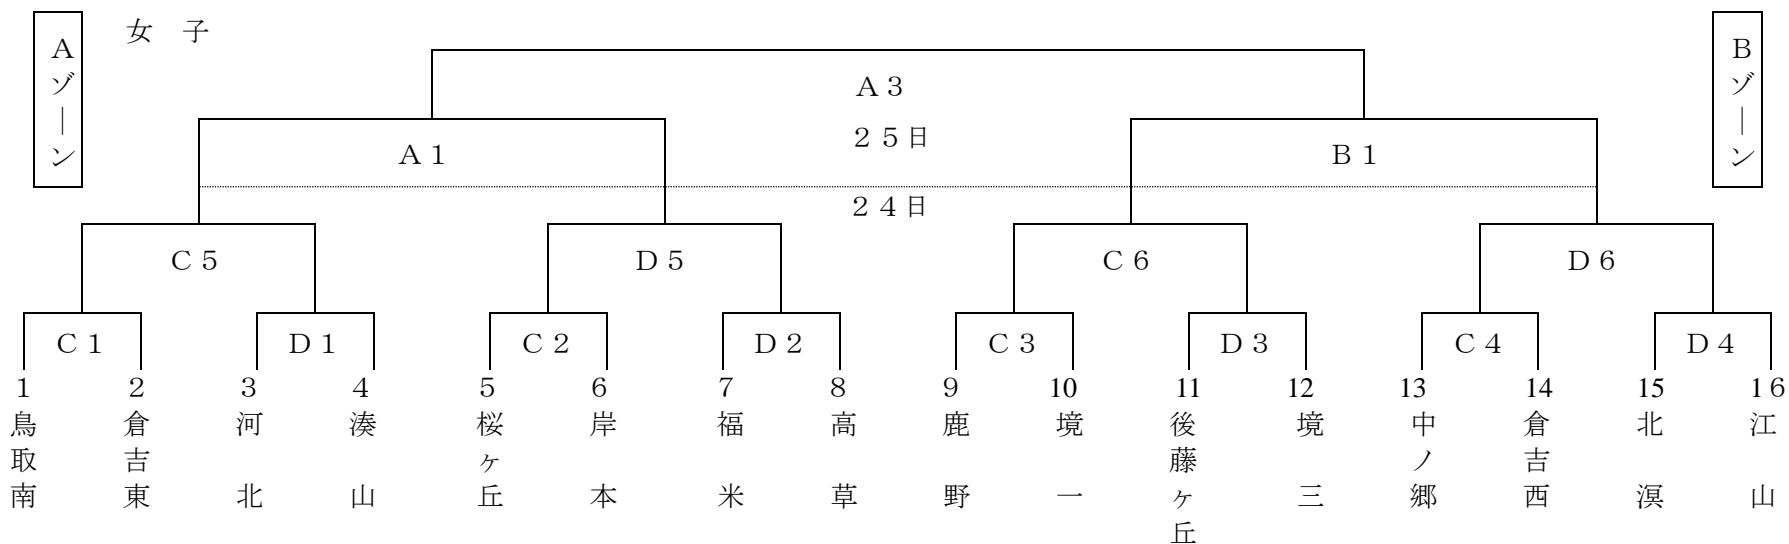 Aゾーン
女 子
Bゾーン
A3
25日
A1
B1
24日
C5
D5
C6
D6
C1
D1
C2
D2
C3
D3
C4
D4
1 2 3 4 5 6 7 8 9 10 11 12 13 14 15 16
鳥取南
倉吉東
河北
湊山
桜ヶ丘
岸本
福米
高草
鹿野
境一
後藤ヶ丘
境三
中ノ郷
倉吉西
北溟
江山